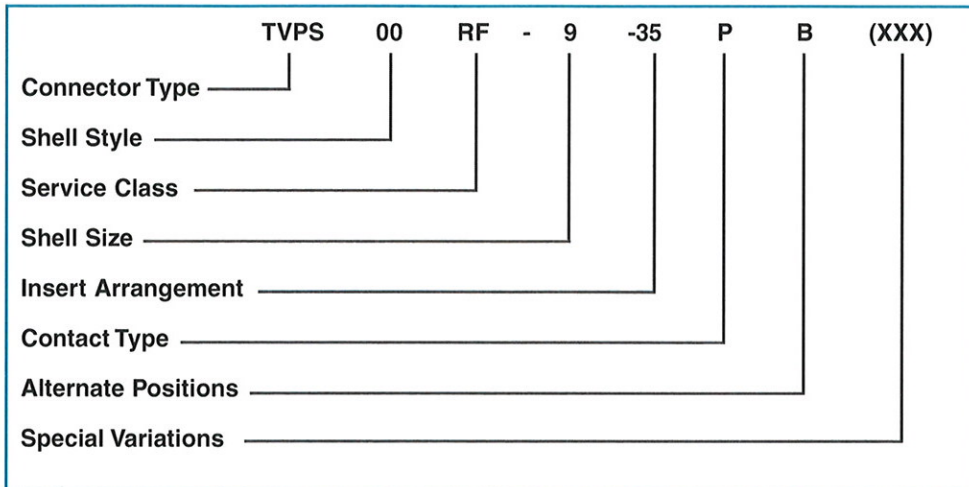 TVPS 00 RF - 9 -35 P B (XXX)
Connector Type
Shell Style
Service Class
Shell Size
Insert Arrangement
Contact Type
Alternate Positions
Special Variations